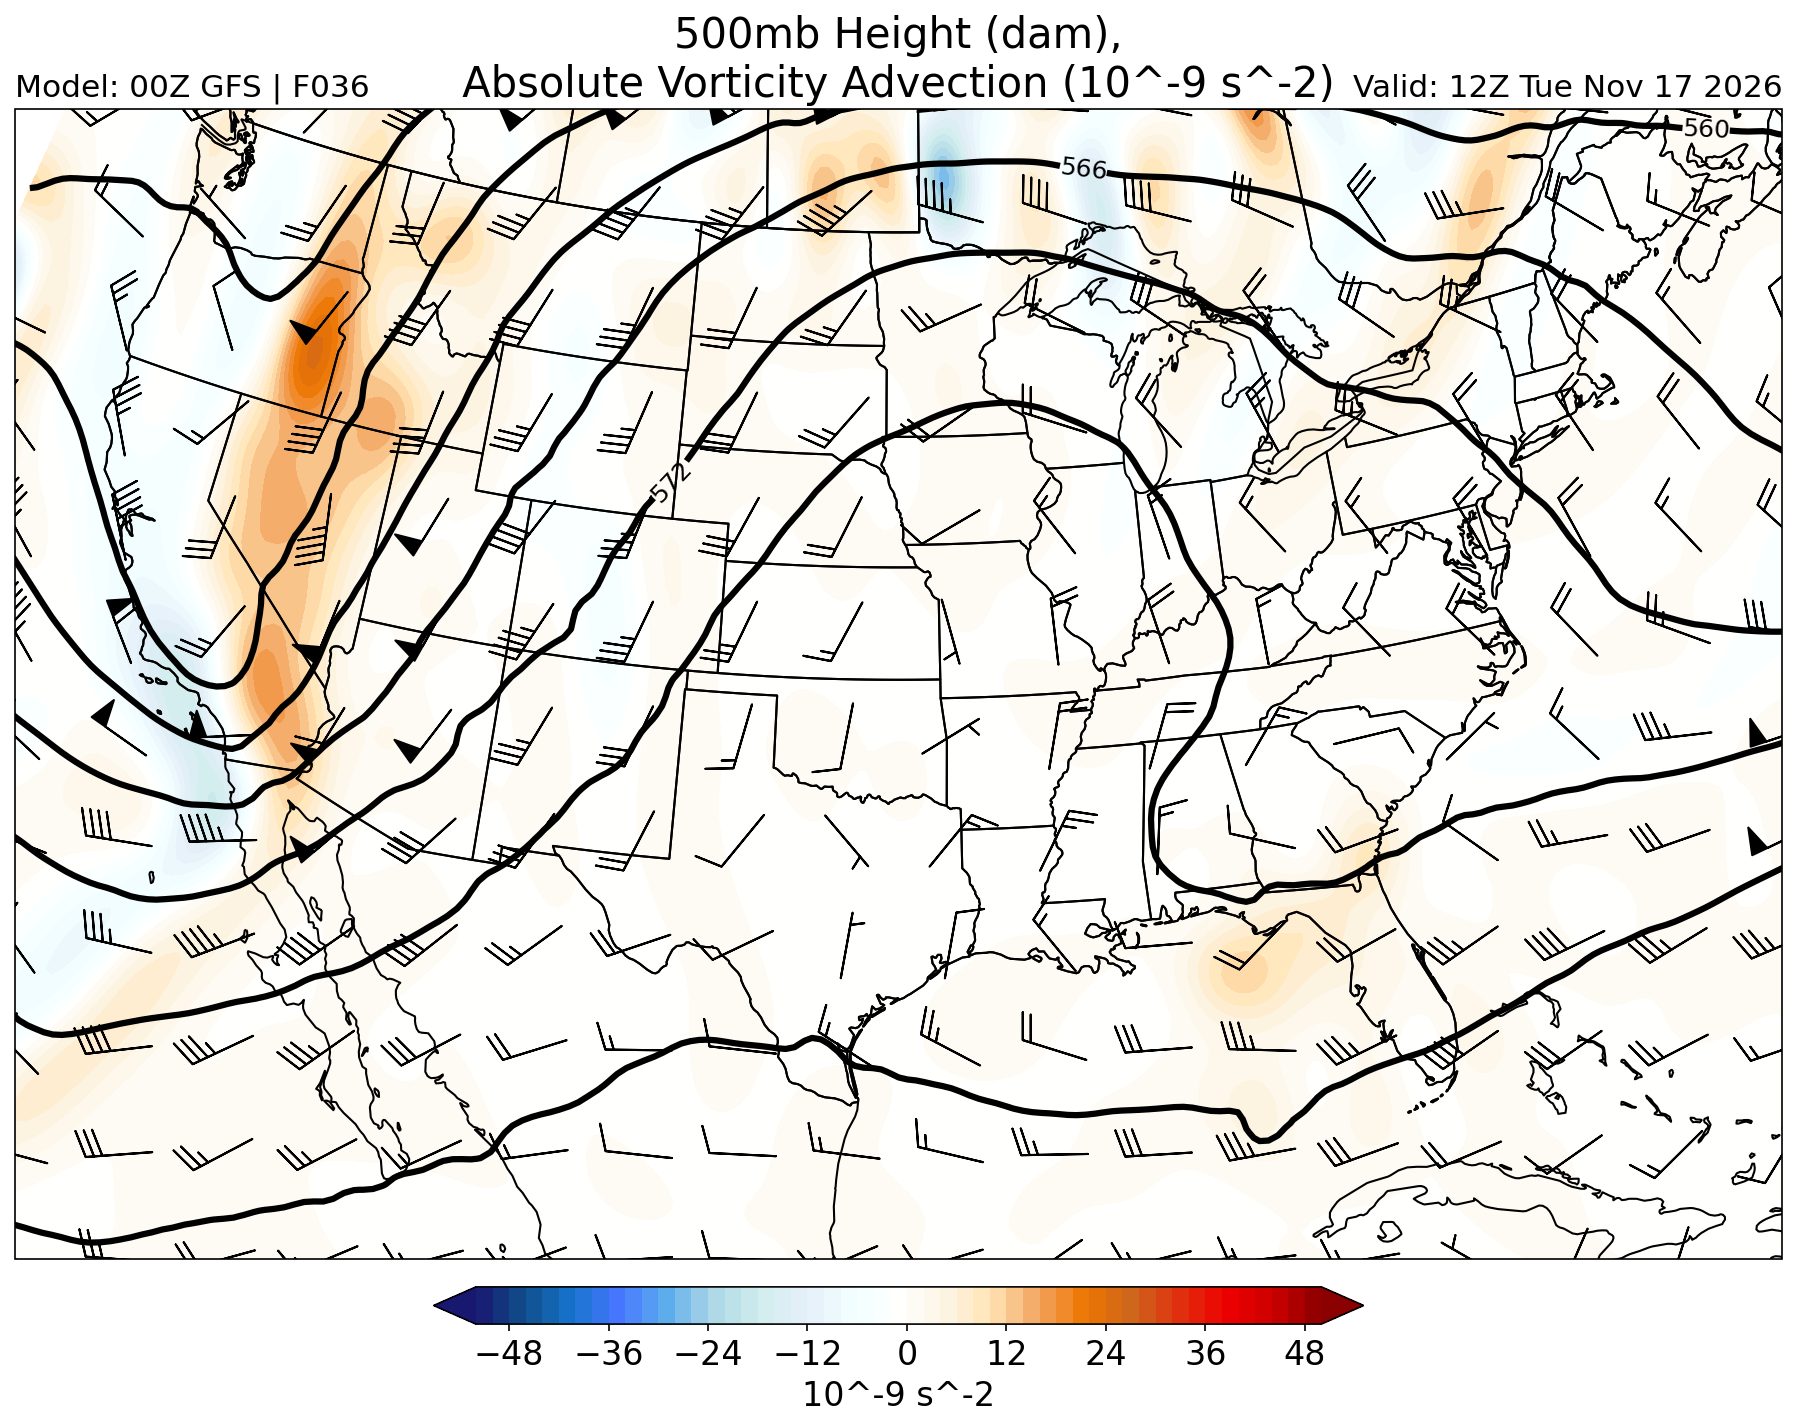 500mb Height (dam),
Model: 00Z GFS | F036
Absolute Vorticity Advection (10^-9 s^-2)
Valid: 12Z Tue Nov 17 2026
560
566
572
−48 −36 −24 −12 0 12 24 36 48
10^-9 s^-2